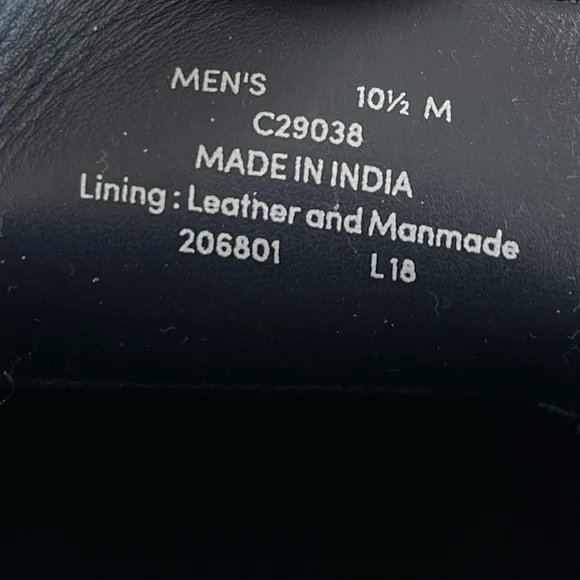 MEN'S 10½ M
C29038
MADE IN INDIA
Lining: Leather and Manmade
206801 L18